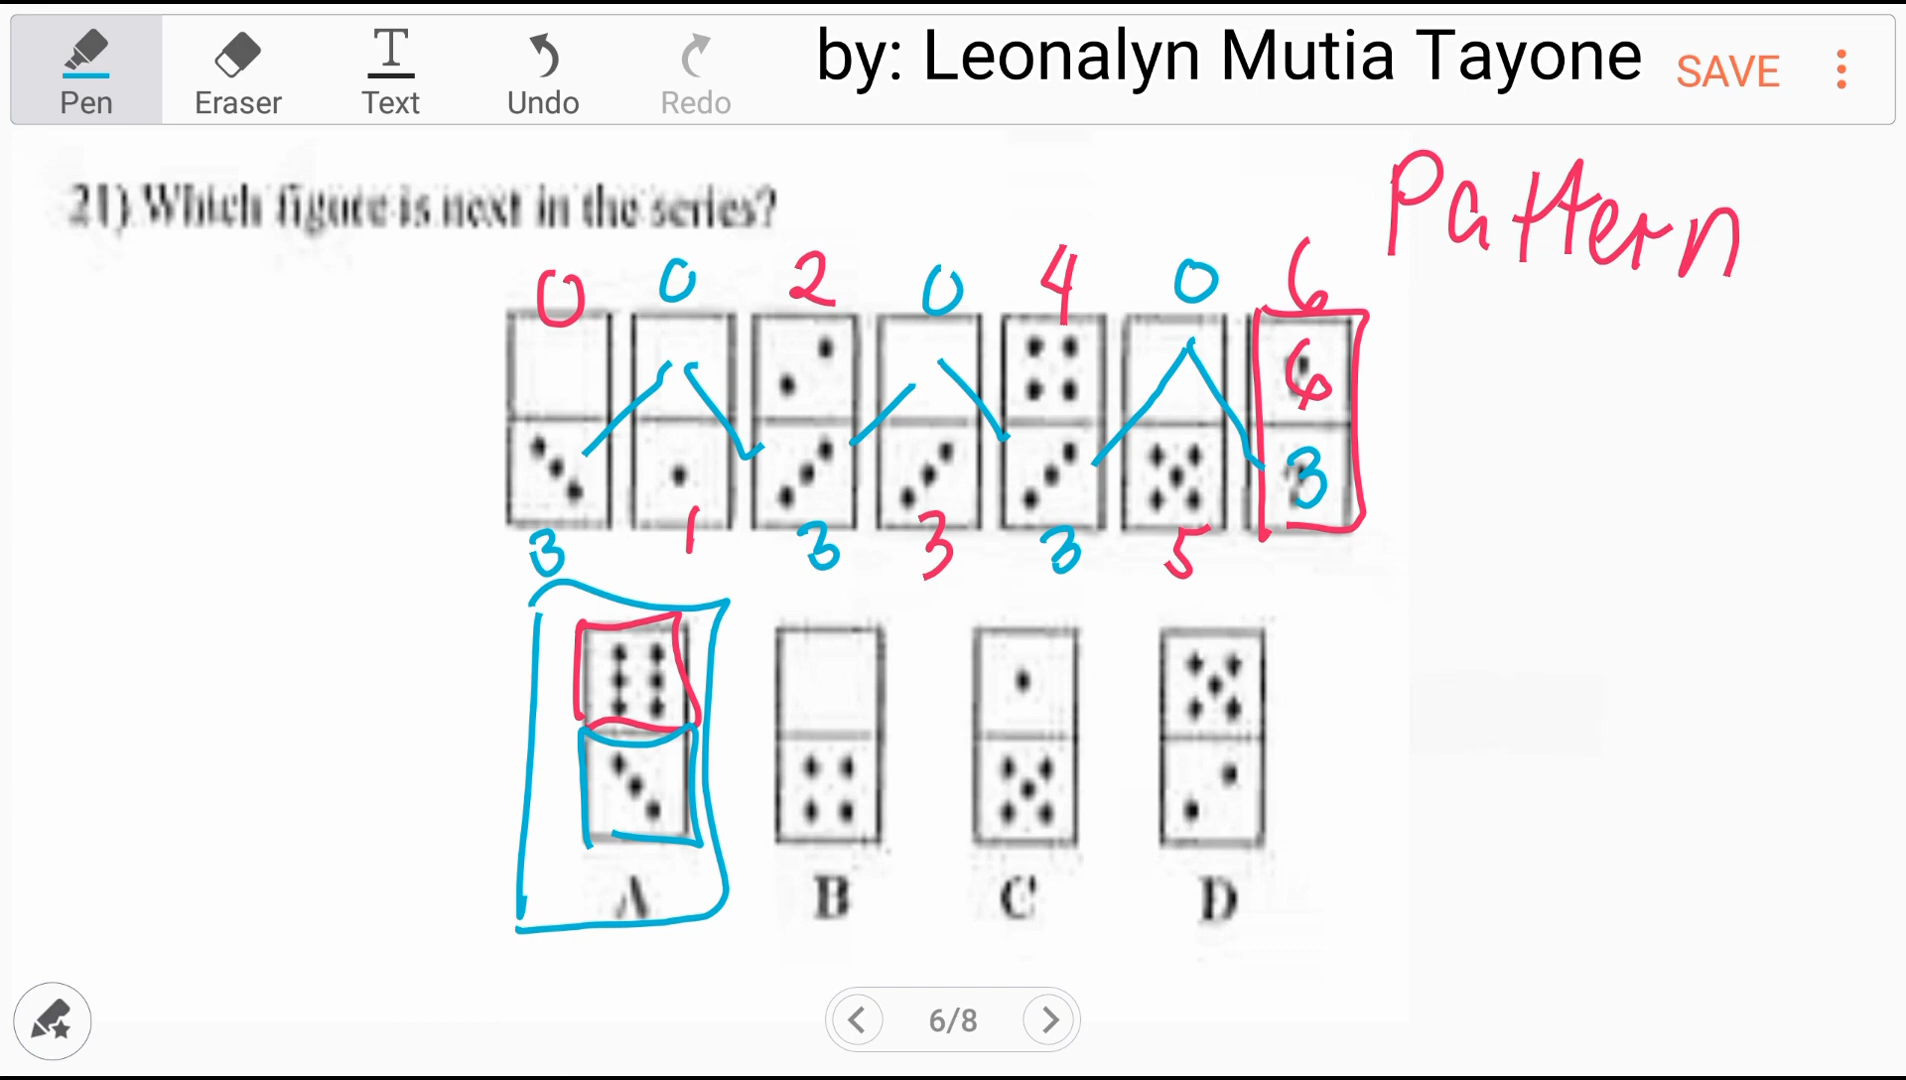 by: Leonalyn Mutia Tayone
SAVE
Pen
Eraser
Text
Undo
Redo
21) Which figure is next in the series?
Pattern
0 0 2 0 4 0 6
6
3
3 1 3 3 3 5
A B C D
6/8